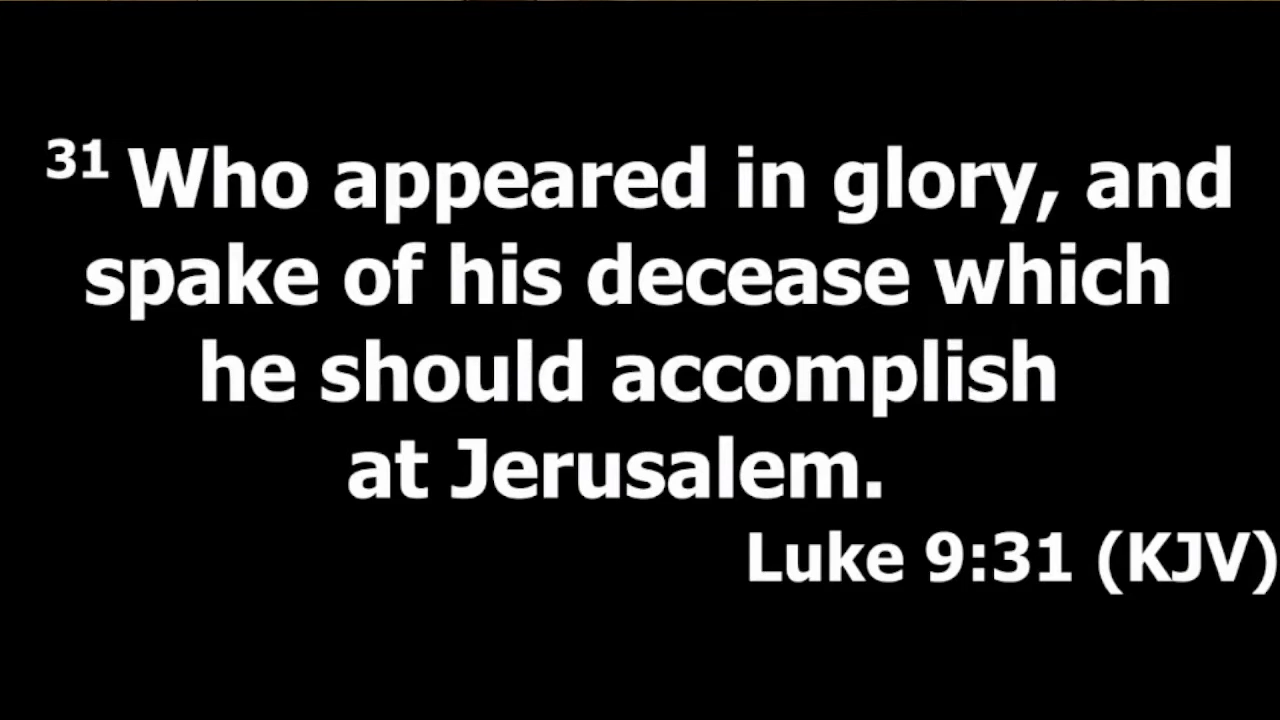 31 Who appeared in glory, and
spake of his decease which
he should accomplish
at Jerusalem.
Luke 9:31 (KJV)